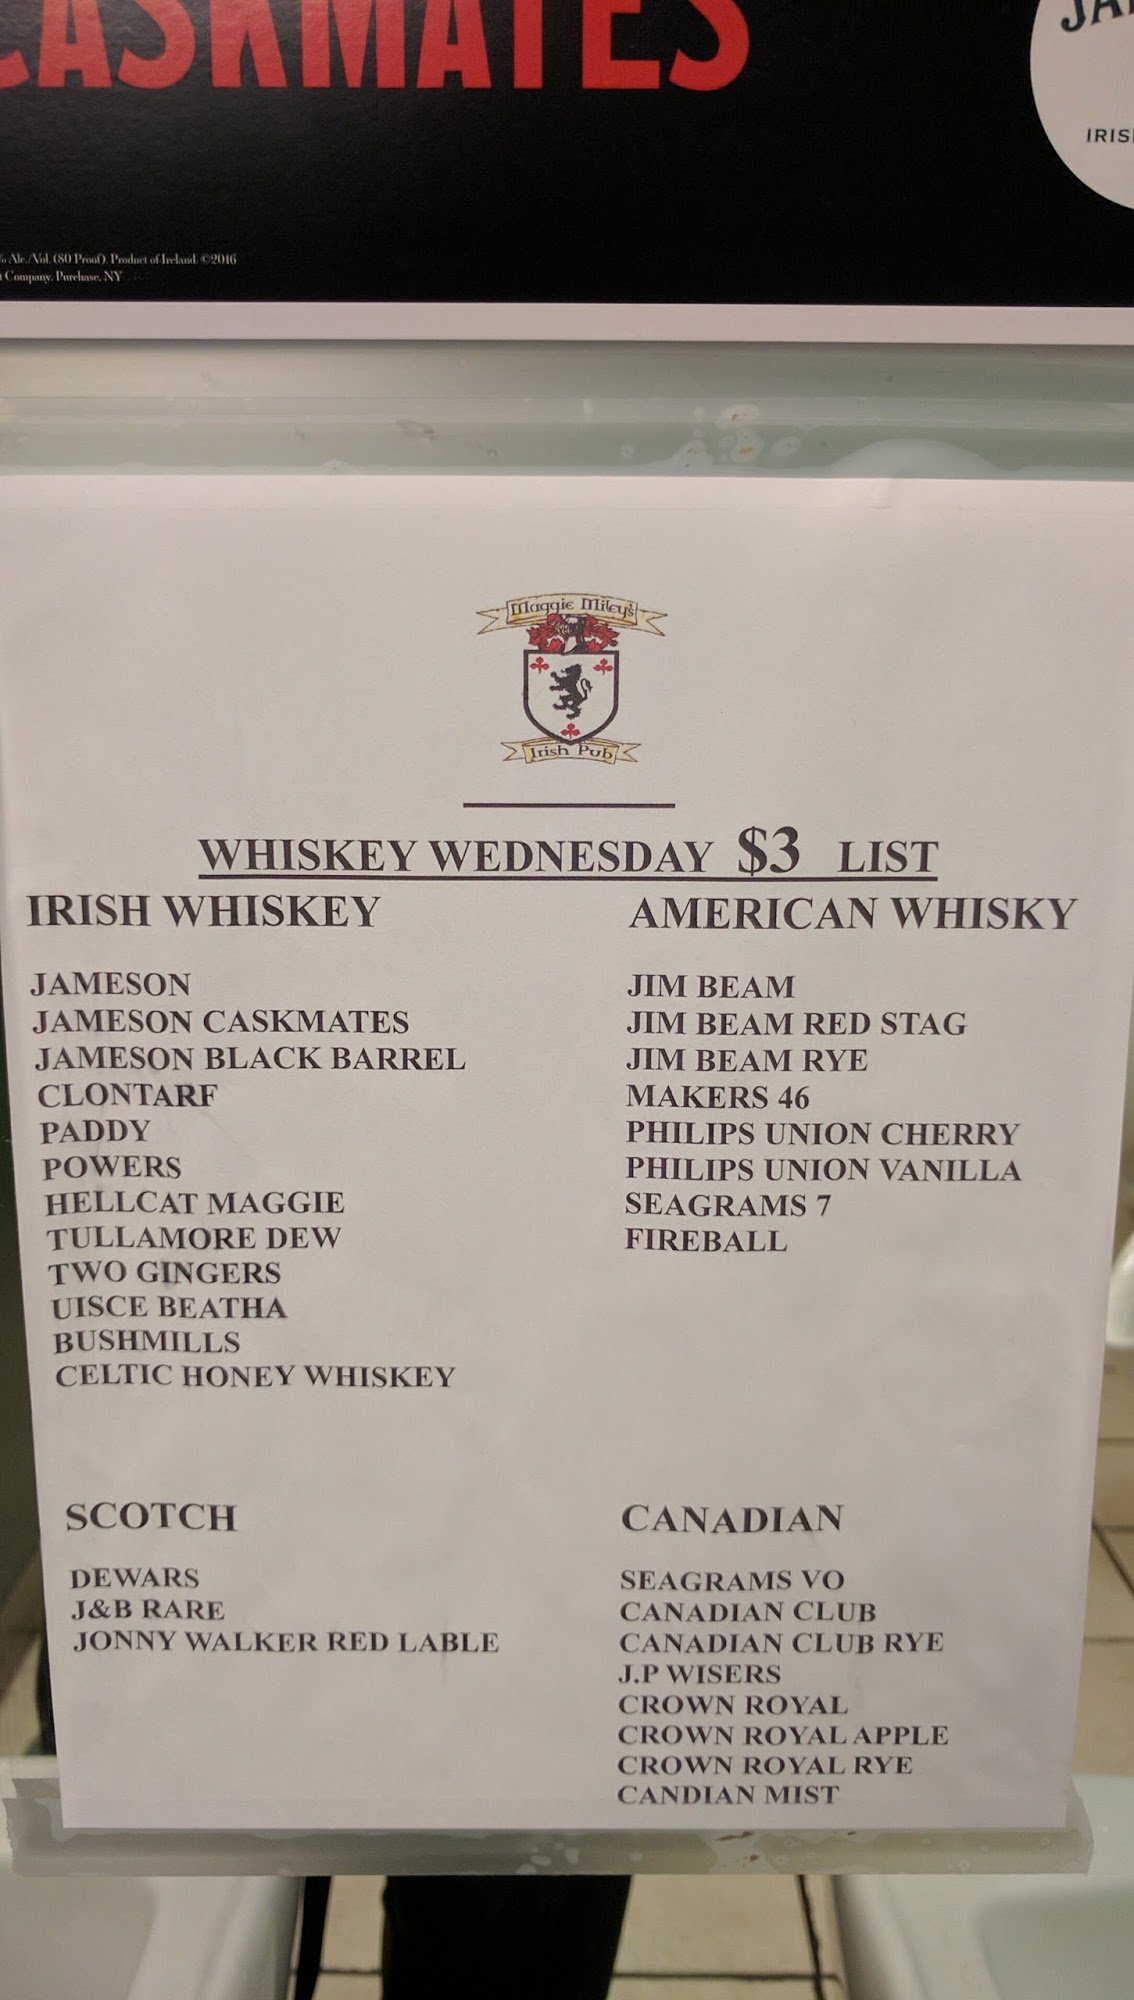 CASKMATES
JA
IRIS
% Alc./Vol. (80 Proof). Product of Ireland. ©2016
Company, Purchase, NY
Maggie Miley's
Irish Pub
WHISKEY WEDNESDAY $3 LIST
IRISH WHISKEY
JAMESON
JAMESON CASKMATES
JAMESON BLACK BARREL
CLONTARF
PADDY
POWERS
HELLCAT MAGGIE
TULLAMORE DEW
TWO GINGERS
UISCE BEATHA
BUSHMILLS
CELTIC HONEY WHISKEY
AMERICAN WHISKY
JIM BEAM
JIM BEAM RED STAG
JIM BEAM RYE
MAKERS 46
PHILIPS UNION CHERRY
PHILIPS UNION VANILLA
SEAGRAMS 7
FIREBALL
SCOTCH
DEWARS
J&B RARE
JONNY WALKER RED LABLE
CANADIAN
SEAGRAMS VO
CANADIAN CLUB
CANADIAN CLUB RYE
J.P WISERS
CROWN ROYAL
CROWN ROYAL APPLE
CROWN ROYAL RYE
CANDIAN MIST